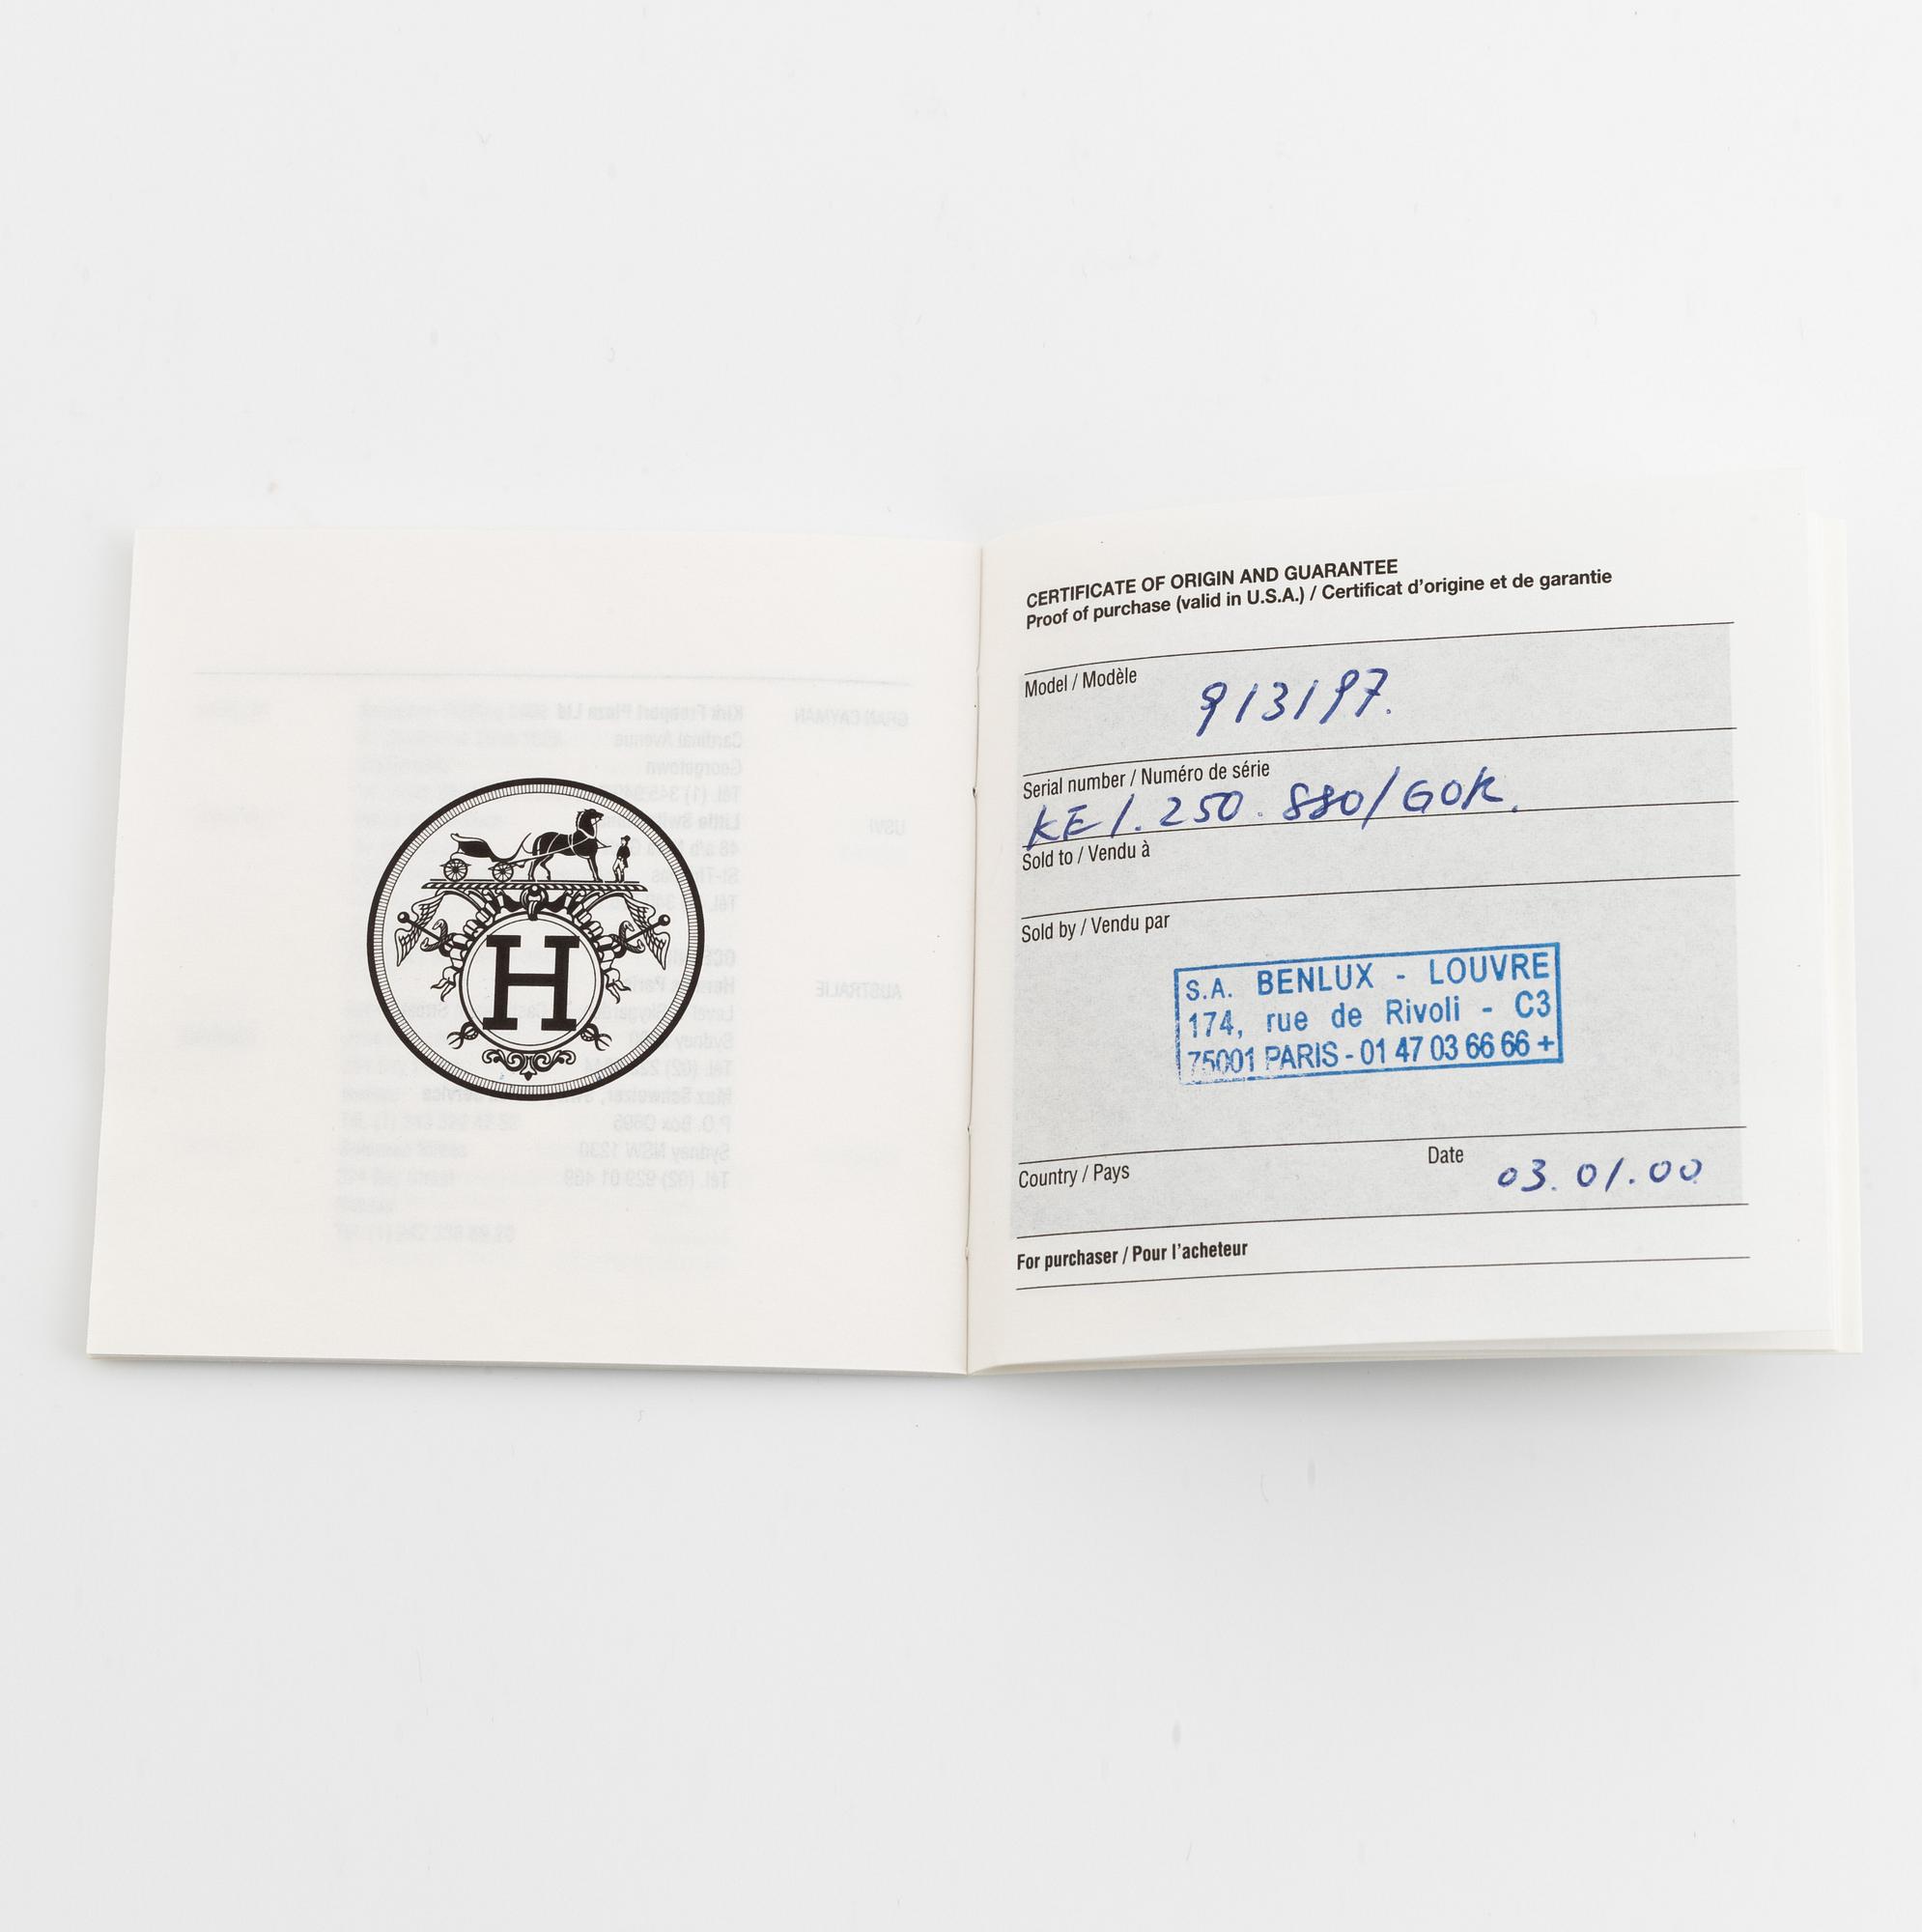 H
CERTIFICATE OF ORIGIN AND GUARANTEE
Proof of purchase (valid in U.S.A.) / Certificat d'origine et de garantie
Model / Modèle
913197.
Serial number / Numéro de série
KE1.250.880/GOK.
Sold to / Vendu à
Sold by / Vendu par
S.A. BENLUX - LOUVRE
174, rue de Rivoli - C3
75001 PARIS - 01 47 03 66 66 +
Country / Pays
Date
03.01.00
For purchaser / Pour l'acheteur